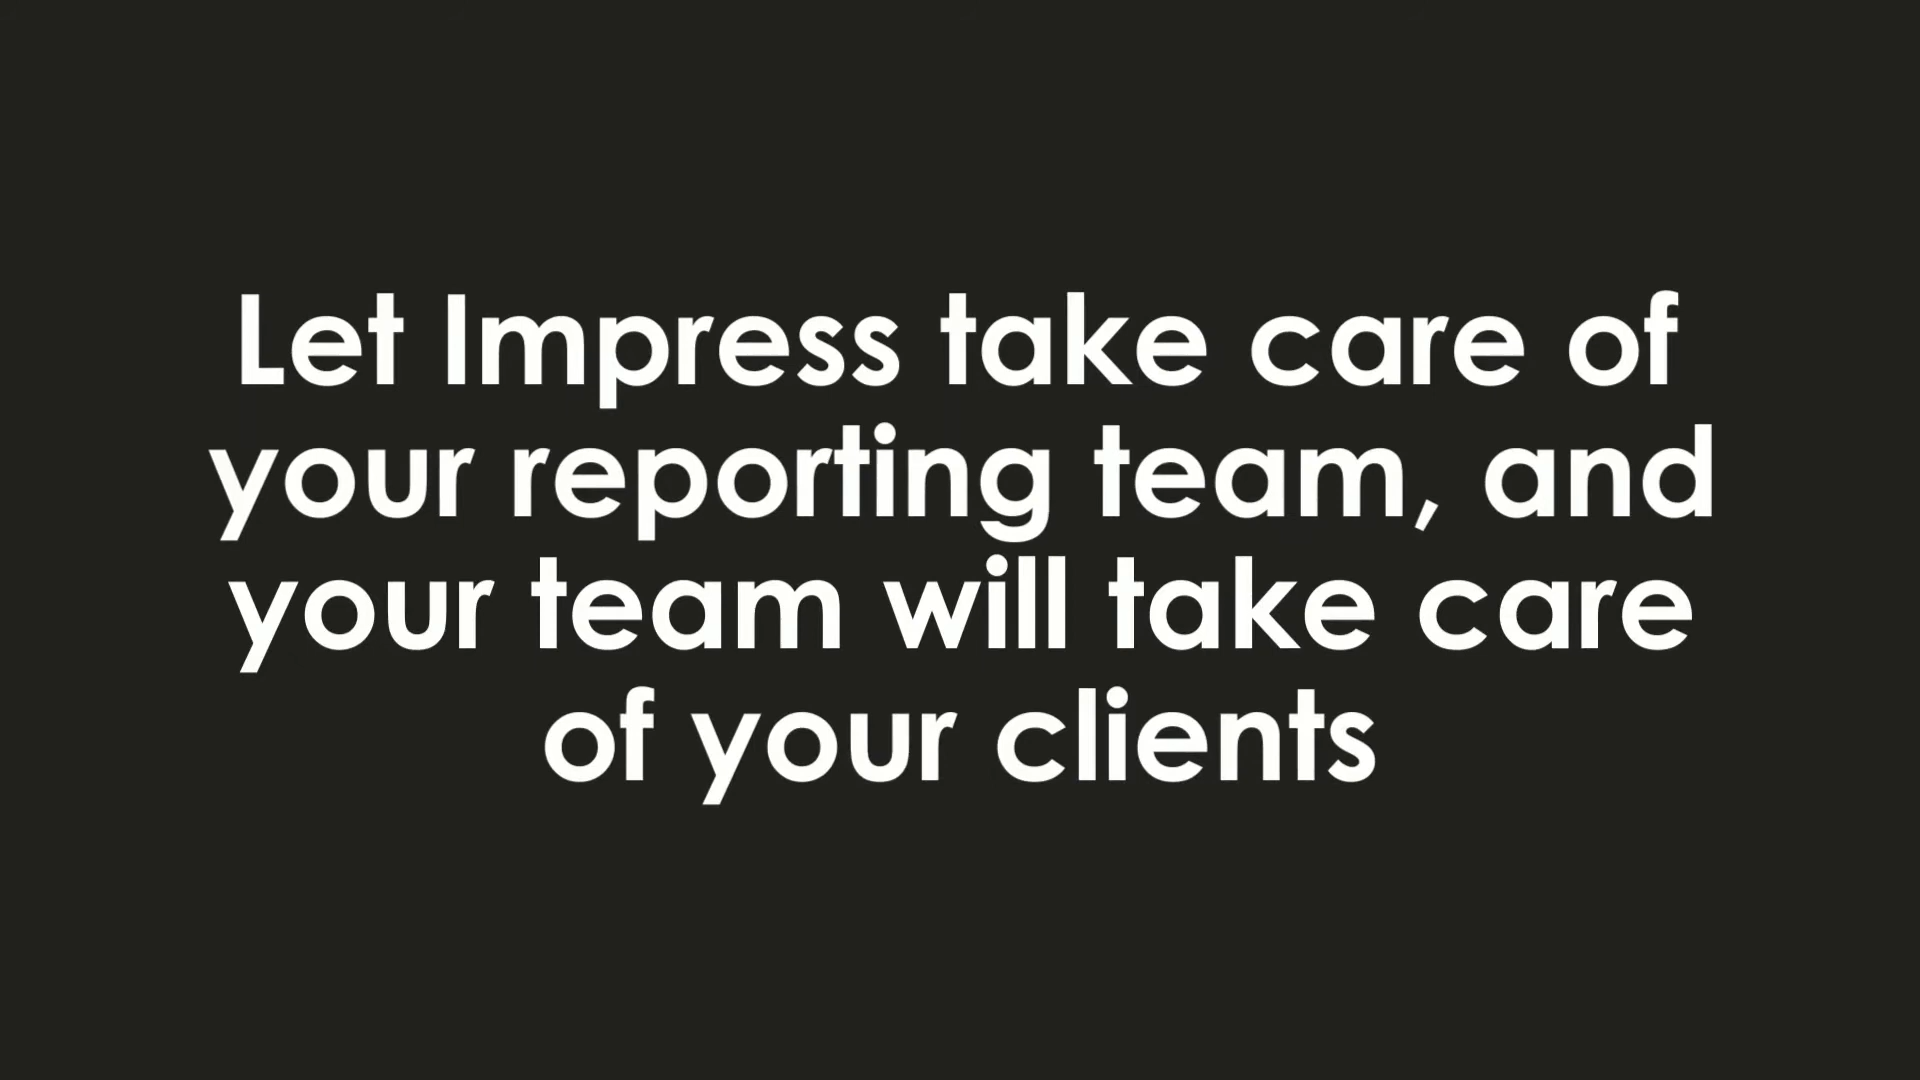 Let Impress take care of
your reporting team, and
your team will take care
of your clients